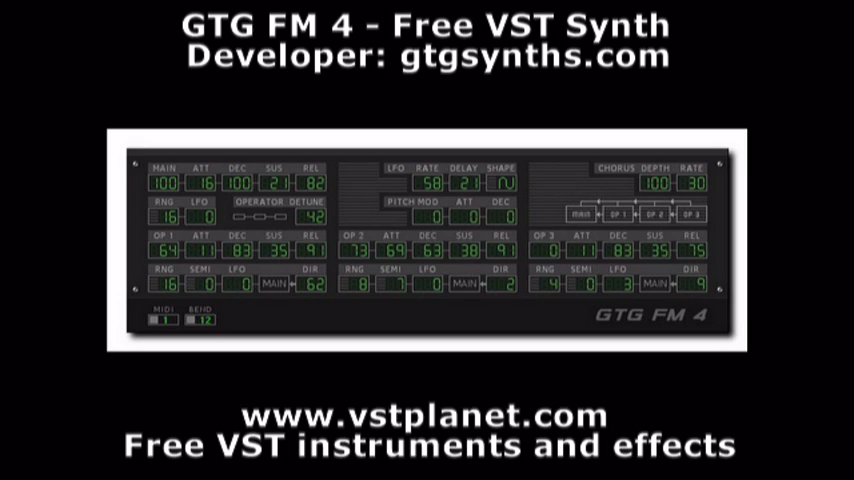 GTG FM 4 - Free VST Synth
Developer: gtgsynths.com
MAIN ATT DEC SUS REL
100 16 100 21 82
LFO RATE DELAY SHAPE
58 21
CHORUS DEPTH RATE
100 30
RNG LFO OPERATOR DETUNE
16 0 42
PITCH MOD ATT DEC
0 0 0
MAIN OP 1 OP 2 OP 3
OP 1 ATT DEC SUS REL
64 11 83 35 91
OP 2 ATT DEC SUS REL
73 69 63 38 91
OP 3 ATT DEC SUS REL
0 11 83 35 75
RNG SEMI LFO DIR
16 0 0 MAIN 62
RNG SEMI LFO DIR
8 7 0 MAIN 2
RNG SEMI LFO DIR
4 0 3 MAIN 9
MIDI BEND
1 12
GTG FM 4
www.vstplanet.com
Free VST instruments and effects